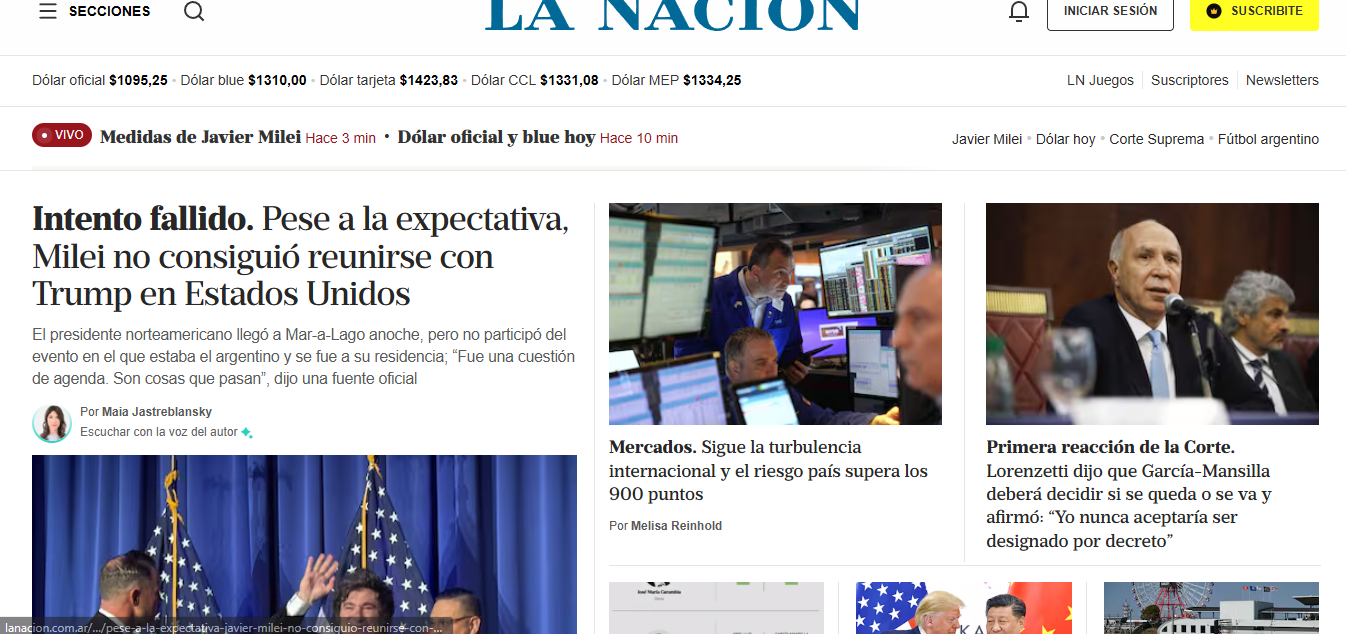 SECCIONES
LA NACION
INICIAR SESIÓN
SUSCRIBITE
Dólar oficial $1095,25 • Dólar blue $1310,00 • Dólar tarjeta $1423,83 • Dólar CCL $1331,08 • Dólar MEP $1334,25
LN Juegos
Suscriptores
Newsletters
VIVO
Medidas de Javier Milei Hace 3 min • Dólar oficial y blue hoy Hace 10 min
Javier Milei • Dólar hoy • Corte Suprema • Fútbol argentino
Intento fallido. Pese a la expectativa,
Milei no consiguió reunirse con
Trump en Estados Unidos
El presidente norteamericano llegó a Mar-a-Lago anoche, pero no participó del
evento en el que estaba el argentino y se fue a su residencia; “Fue una cuestión
de agenda. Son cosas que pasan”, dijo una fuente oficial
Por Maia Jastreblansky
Escuchar con la voz del autor
Mercados. Sigue la turbulencia
internacional y el riesgo país supera los
900 puntos
Por Melisa Reinhold
Primera reacción de la Corte.
Lorenzetti dijo que García-Mansilla
deberá decidir si se queda o se va y
afirmó: “Yo nunca aceptaría ser
designado por decreto”
José María Carambia
lanacion.com.ar/.../pese-a-la-expectativa-javier-milei-no-consiguio-reunirse-con-...